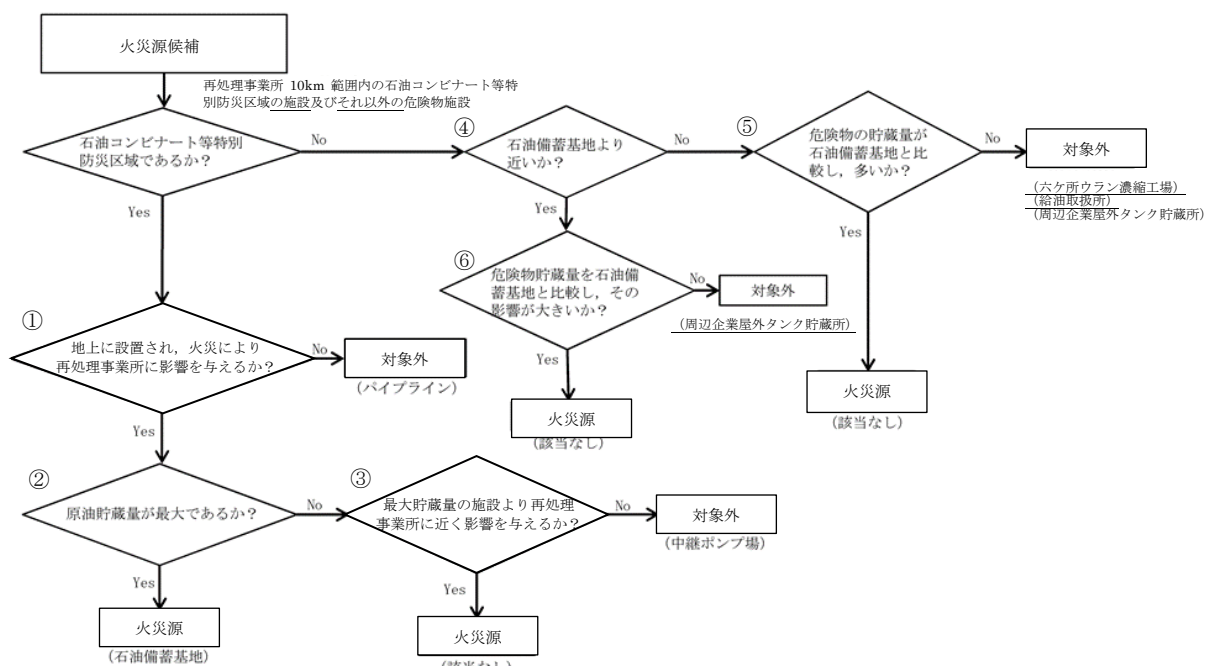 火災源候補
再処理事業所 10km 範囲内の石油コンビナート等特
別防災区域の施設及びそれ以外の危険物施設
石油コンビナート等特別
防災区域であるか？
No
④
石油備蓄基地より
近いか？
No
⑤
危険物の貯蔵量が
石油備蓄基地と比
較し，多いか？
No
対象外
(六ケ所ウラン濃縮工場)
(給油取扱所)
(周辺企業屋外タンク貯蔵所)
Yes
Yes
Yes
⑥
危険物貯蔵量を石油備
蓄基地と比較し，その
影響が大きいか？
No
対象外
(周辺企業屋外タンク貯蔵所)
①
地上に設置され，火災により
再処理事業所に影響を与えるか？
No
対象外
(パイプライン)
Yes
火災源
(該当なし)
火災源
(該当なし)
Yes
②
原油貯蔵量が最大であるか？
No
③
最大貯蔵量の施設より再処理
事業所に近く影響を与えるか？
No
対象外
(中継ポンプ場)
Yes
Yes
火災源
(石油備蓄基地)
火災源
(該当なし)